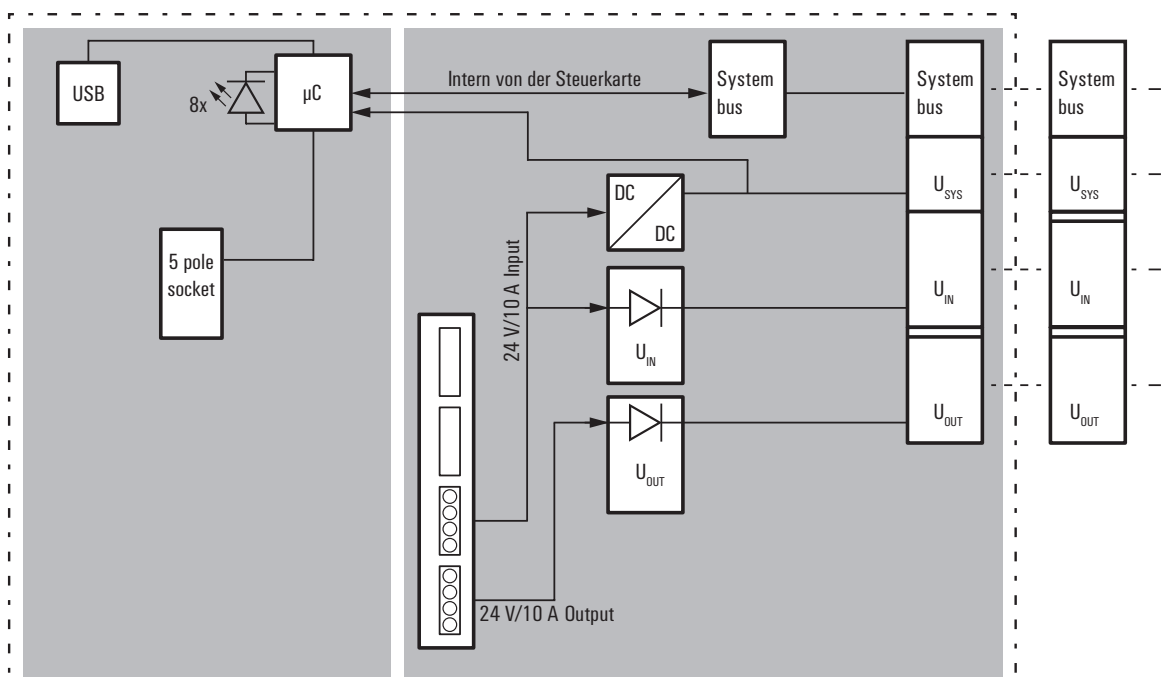 USB
8x
µC
Intern von der Steuerkarte
System
bus
System
bus
System
bus
5 pole
socket
DC
DC
U_SYS
U_SYS
24 V/10 A Input
U_IN
U_IN
U_IN
U_OUT
U_OUT
U_OUT
24 V/10 A Output